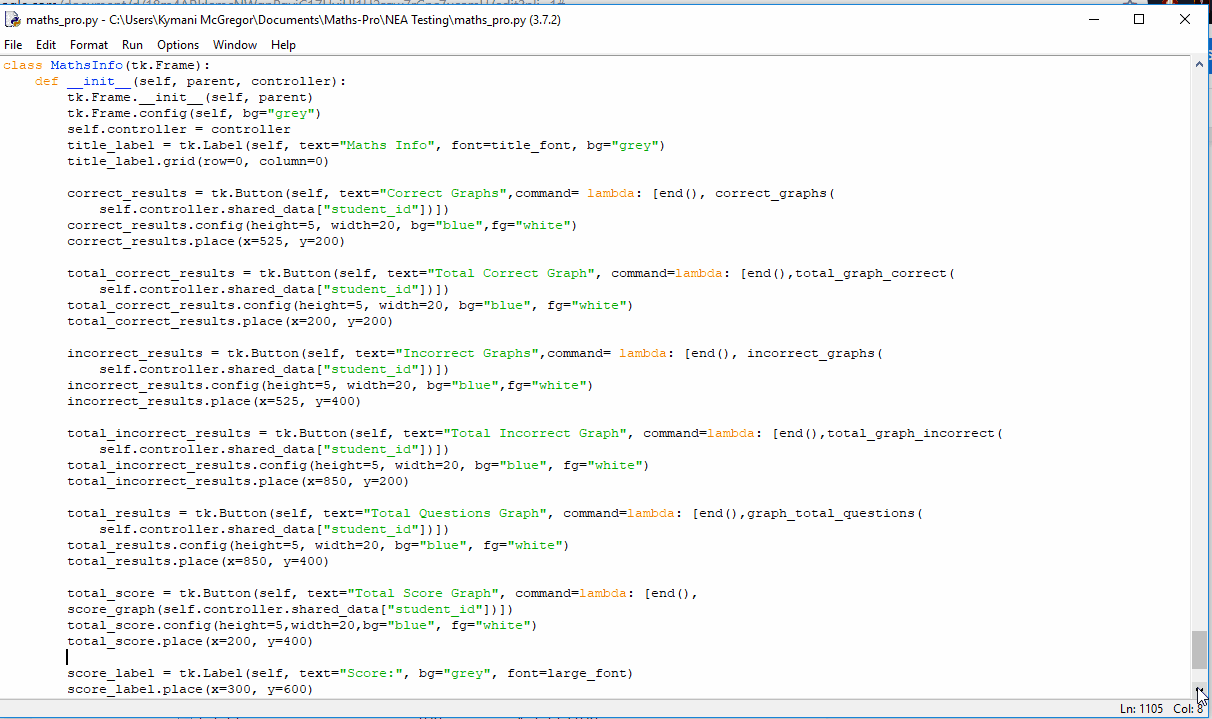 maths_pro.py - C:\Users\Kymani McGregor\Documents\Maths-Pro\NEA Testing\maths_pro.py (3.7.2)
File Edit Format Run Options Window Help
class MathsInfo(tk.Frame):
    def __init__(self, parent, controller):
        tk.Frame.__init__(self, parent)
        tk.Frame.config(self, bg="grey")
        self.controller = controller
        title_label = tk.Label(self, text="Maths Info", font=title_font, bg="grey")
        title_label.grid(row=0, column=0)
        correct_results = tk.Button(self, text="Correct Graphs",command= lambda: [end(), correct_graphs(
            self.controller.shared_data["student_id"])])
        correct_results.config(height=5, width=20, bg="blue",fg="white")
        correct_results.place(x=525, y=200)
        total_correct_results = tk.Button(self, text="Total Correct Graph", command=lambda: [end(),total_graph_correct(
            self.controller.shared_data["student_id"])])
        total_correct_results.config(height=5, width=20, bg="blue", fg="white")
        total_correct_results.place(x=200, y=200)
        incorrect_results = tk.Button(self, text="Incorrect Graphs",command= lambda: [end(), incorrect_graphs(
            self.controller.shared_data["student_id"])])
        incorrect_results.config(height=5, width=20, bg="blue",fg="white")
        incorrect_results.place(x=525, y=400)
        total_incorrect_results = tk.Button(self, text="Total Incorrect Graph", command=lambda: [end(),total_graph_incorrect(
            self.controller.shared_data["student_id"])])
        total_incorrect_results.config(height=5, width=20, bg="blue", fg="white")
        total_incorrect_results.place(x=850, y=200)
        total_results = tk.Button(self, text="Total Questions Graph", command=lambda: [end(),graph_total_questions(
            self.controller.shared_data["student_id"])])
        total_results.config(height=5, width=20, bg="blue", fg="white")
        total_results.place(x=850, y=400)
        total_score = tk.Button(self, text="Total Score Graph", command=lambda: [end(),
        score_graph(self.controller.shared_data["student_id"])])
        total_score.config(height=5,width=20,bg="blue", fg="white")
        total_score.place(x=200, y=400)
        score_label = tk.Label(self, text="Score:", bg="grey", font=large_font)
        score_label.place(x=300, y=600)
Ln: 1105 Col: 8